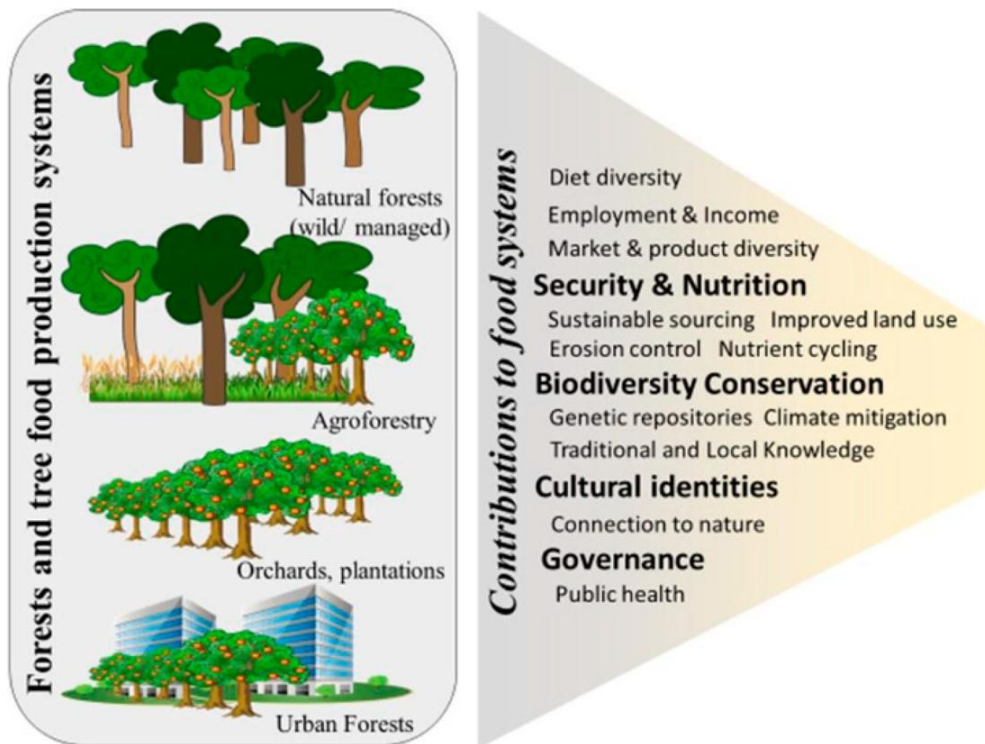 Forests and tree food production systems
Natural forests
(wild/ managed)
Agroforestry
Orchards, plantations
Urban Forests
Contributions to food systems
Diet diversity
Employment & Income
Market & product diversity
Security & Nutrition
Sustainable sourcing Improved land use
Erosion control Nutrient cycling
Biodiversity Conservation
Genetic repositories Climate mitigation
Traditional and Local Knowledge
Cultural identities
Connection to nature
Governance
Public health